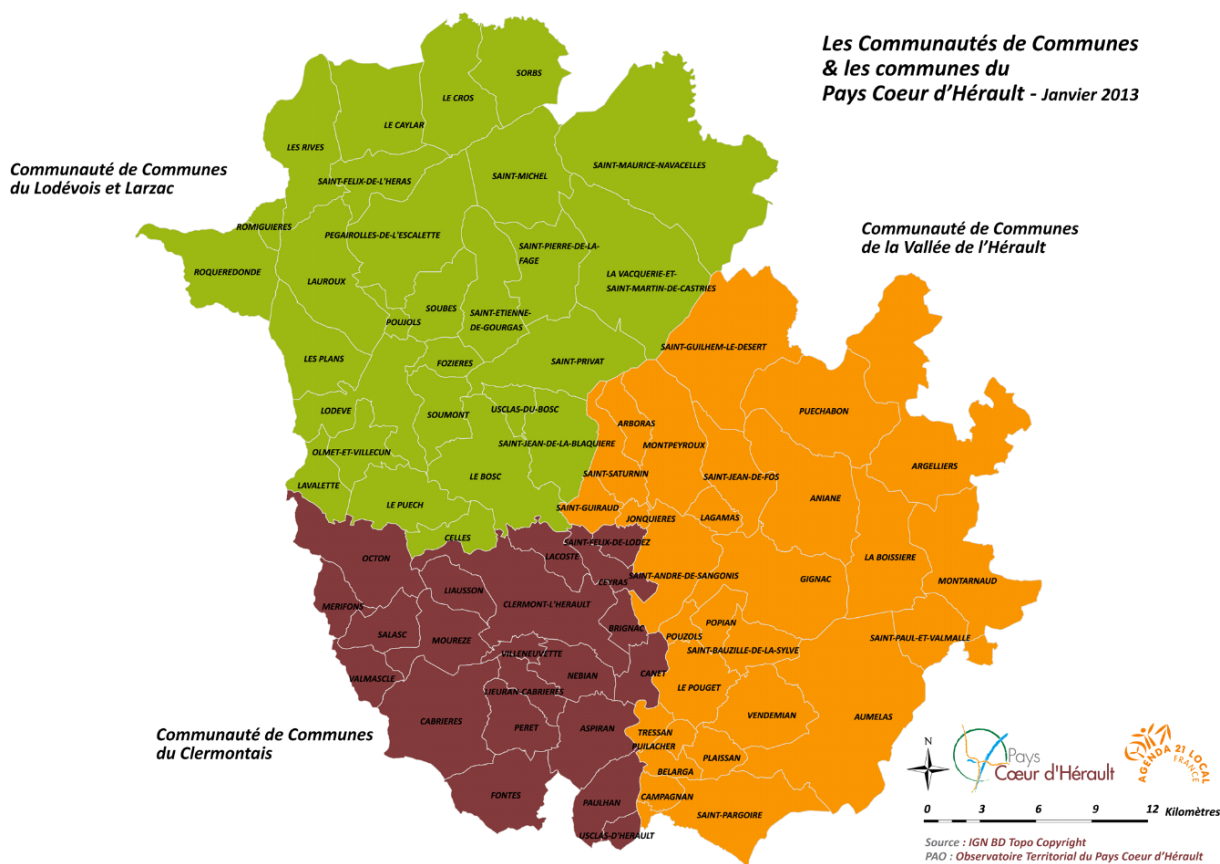 Les Communautés de Communes
& les communes du
Pays Coeur d'Hérault - Janvier 2013
Communauté de Communes
du Lodévois et Larzac
Communauté de Communes
de la Vallée de l'Hérault
Communauté de Communes
du Clermontais
SORBS
LE CROS
LE CAYLAR
LES RIVES
SAINT-MAURICE-NAVACELLES
SAINT-MICHEL
SAINT-FELIX-DE-L'HERAS
ROMIGUIERES
PEGAIROLLES-DE-L'ESCALETTE
SAINT-PIERRE-DE-LA-
FAGE
ROQUEREDONDE
LAUROUX
LA VACQUERIE-ET-
SAINT-MARTIN-DE-CASTRIES
SOUBES
SAINT-ETIENNE-
DE-GOURGAS
POUJOLS
LES PLANS
FOZIERES
SAINT-PRIVAT
SAINT-GUILHEM-LE-DESERT
LODEVE
SOUMONT
USCLAS-DU-BOSC
PUECHABON
ARBORAS
MONTPEYROUX
SAINT-JEAN-DE-LA-BLAQUIERE
OLMET-ET-VILLECUN
ARGELLIERS
LE BOSC
SAINT-SATURNIN
SAINT-JEAN-DE-FOS
LAVALETTE
ANIANE
LE PUECH
SAINT-GUIRAUD
JONQUIERES
LAGAMAS
CELLES
SAINT-FELIX-DE-LODEZ
OCTON
LACOSTE
LA BOISSIERE
SAINT-ANDRE-DE-SANGONIS
GIGNAC
MONTARNAUD
CEYRAS
LIAUSSON
CLERMONT-L'HERAULT
MERIFONS
POPIAN
BRIGNAC
SALASC
MOUREZE
POUZOLS
SAINT-PAUL-ET-VALMALLE
VILLENEUVETTE
SAINT-BAUZILLE-DE-LA-SYLVE
CANET
VALMASCLE
NEBIAN
LE POUGET
LIEURAN-CABRIERES
VENDEMIAN
AUMELAS
CABRIERES
PERET
ASPIRAN
TRESSAN
PUILACHER
PLAISSAN
BELARGA
FONTES
CAMPAGNAN
PAULHAN
SAINT-PARGOIRE
USCLAS-D'HERAULT
N
Pays
Cœur d'Hérault
AGENDA 21 LOCAL
FRANCE
0 3 6 9 12 Kilomètres
Source : IGN BD Topo Copyright
PAO : Observatoire Territorial du Pays Coeur d'Hérault